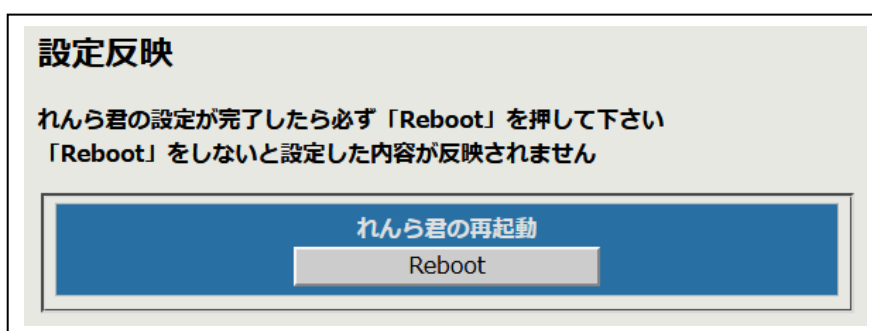 設定反映
れんら君の設定が完了したら必ず「Reboot」を押して下さい
「Reboot」をしないと設定した内容が反映されません
れんら君の再起動
Reboot